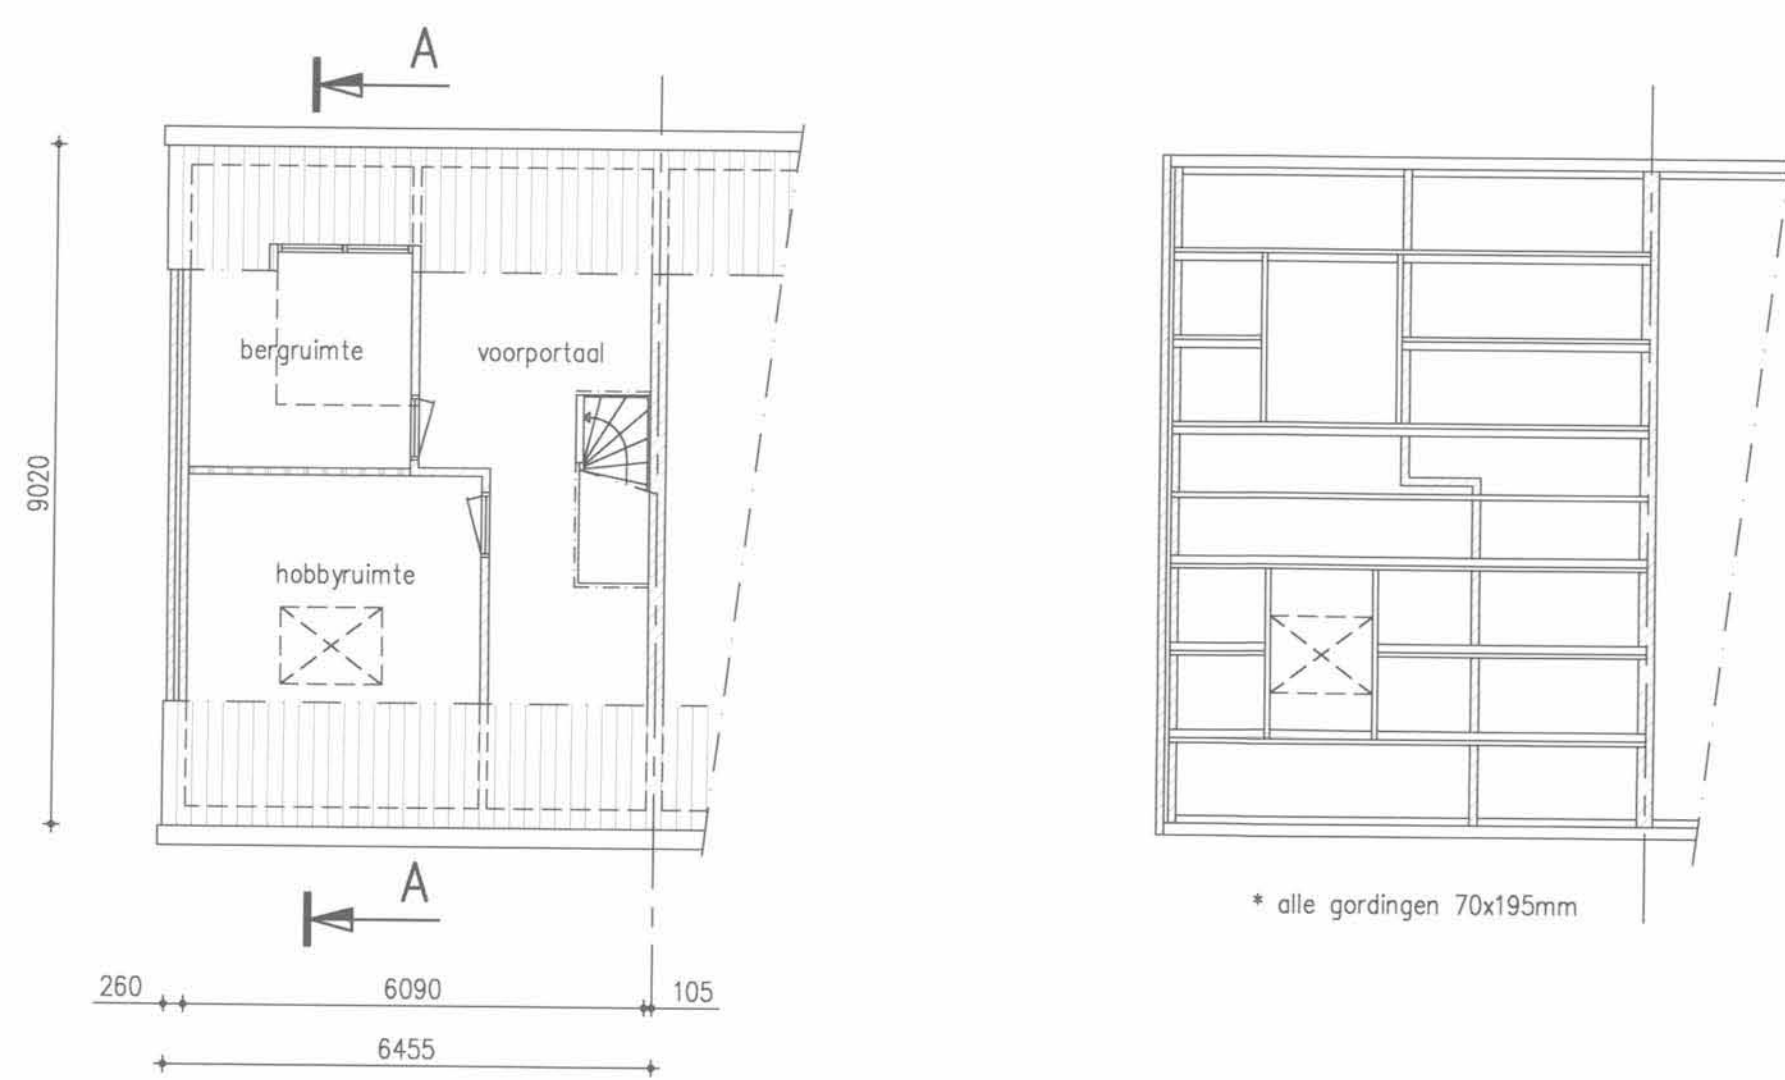 A
bergruimte
voorportaal
9020
hobbyruimte
A
* alle gordingen 70x195mm
260
6090
105
6455